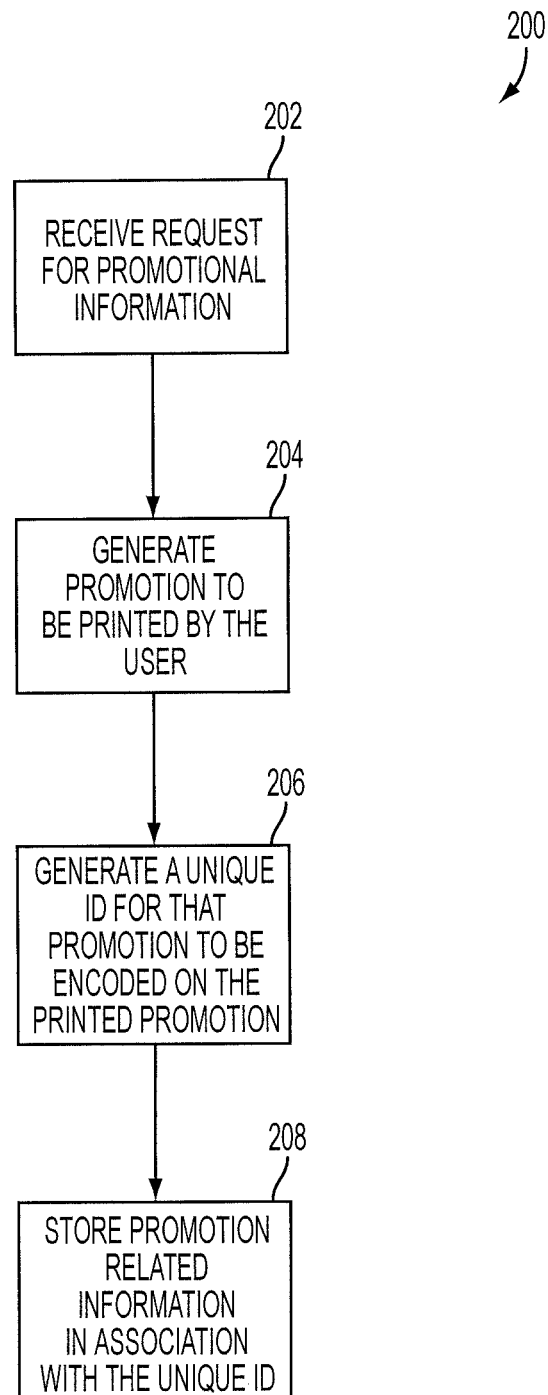 200
202
RECEIVE REQUEST
FOR PROMOTIONAL
INFORMATION
204
GENERATE
PROMOTION TO
BE PRINTED BY THE
USER
206
GENERATE A UNIQUE
ID FOR THAT
PROMOTION TO BE
ENCODED ON THE
PRINTED PROMOTION
208
STORE PROMOTION
RELATED
INFORMATION
IN ASSOCIATION
WITH THE UNIQUE ID